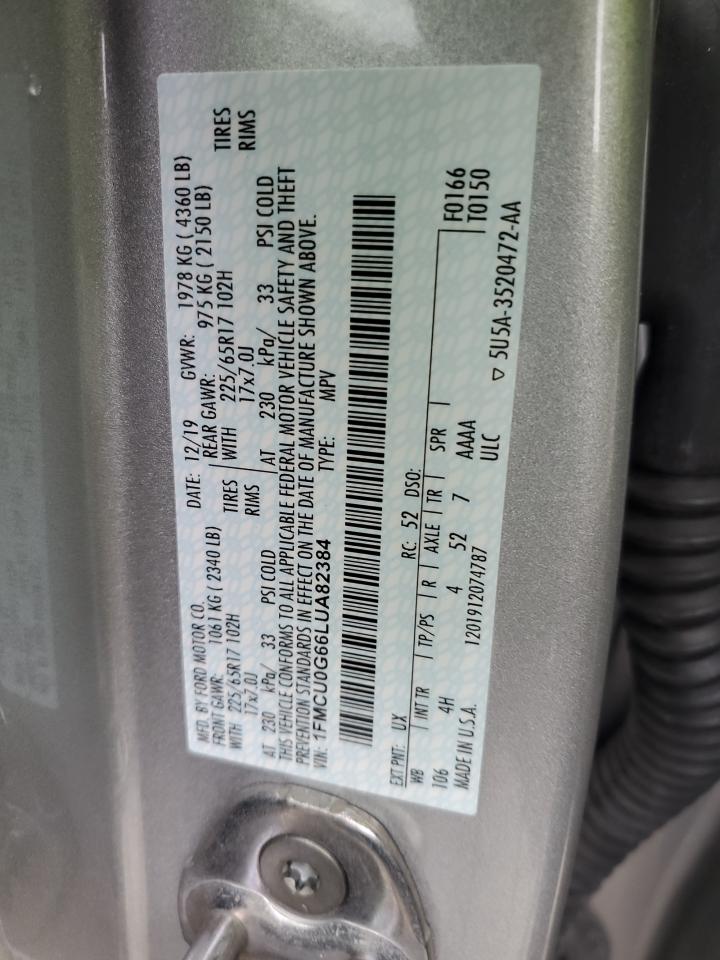 MFD. BY FORD MOTOR CO. DATE: 12/19 GVWR: 1978 KG ( 4360 LB)
FRONT GAWR: 1061 KG ( 2340 LB) REAR GAWR: 975 KG ( 2150 LB)
WITH 225/65R17 102H TIRES WITH 225/65R17 102H TIRES
17x7.0J RIMS 17x7.0J RIMS
AT 230 kPa/ 33 PSI COLD AT 230 kPa/ 33 PSI COLD
THIS VEHICLE CONFORMS TO ALL APPLICABLE FEDERAL MOTOR VEHICLE SAFETY AND THEFT
PREVENTION STANDARDS IN EFFECT ON THE DATE OF MANUFACTURE SHOWN ABOVE.
VIN: 1FMCU0G66LUA82384 TYPE: MPV
EXT PNT: UX RC: 52 DSO:
WB | INT TR | TP/PS | R | AXLE | TR | SPR | F0166
106 4H 4 52 7 AAAA T0150
MADE IN U.S.A. 1201912074787 ULC
▽ 5U5A-3520472-AA